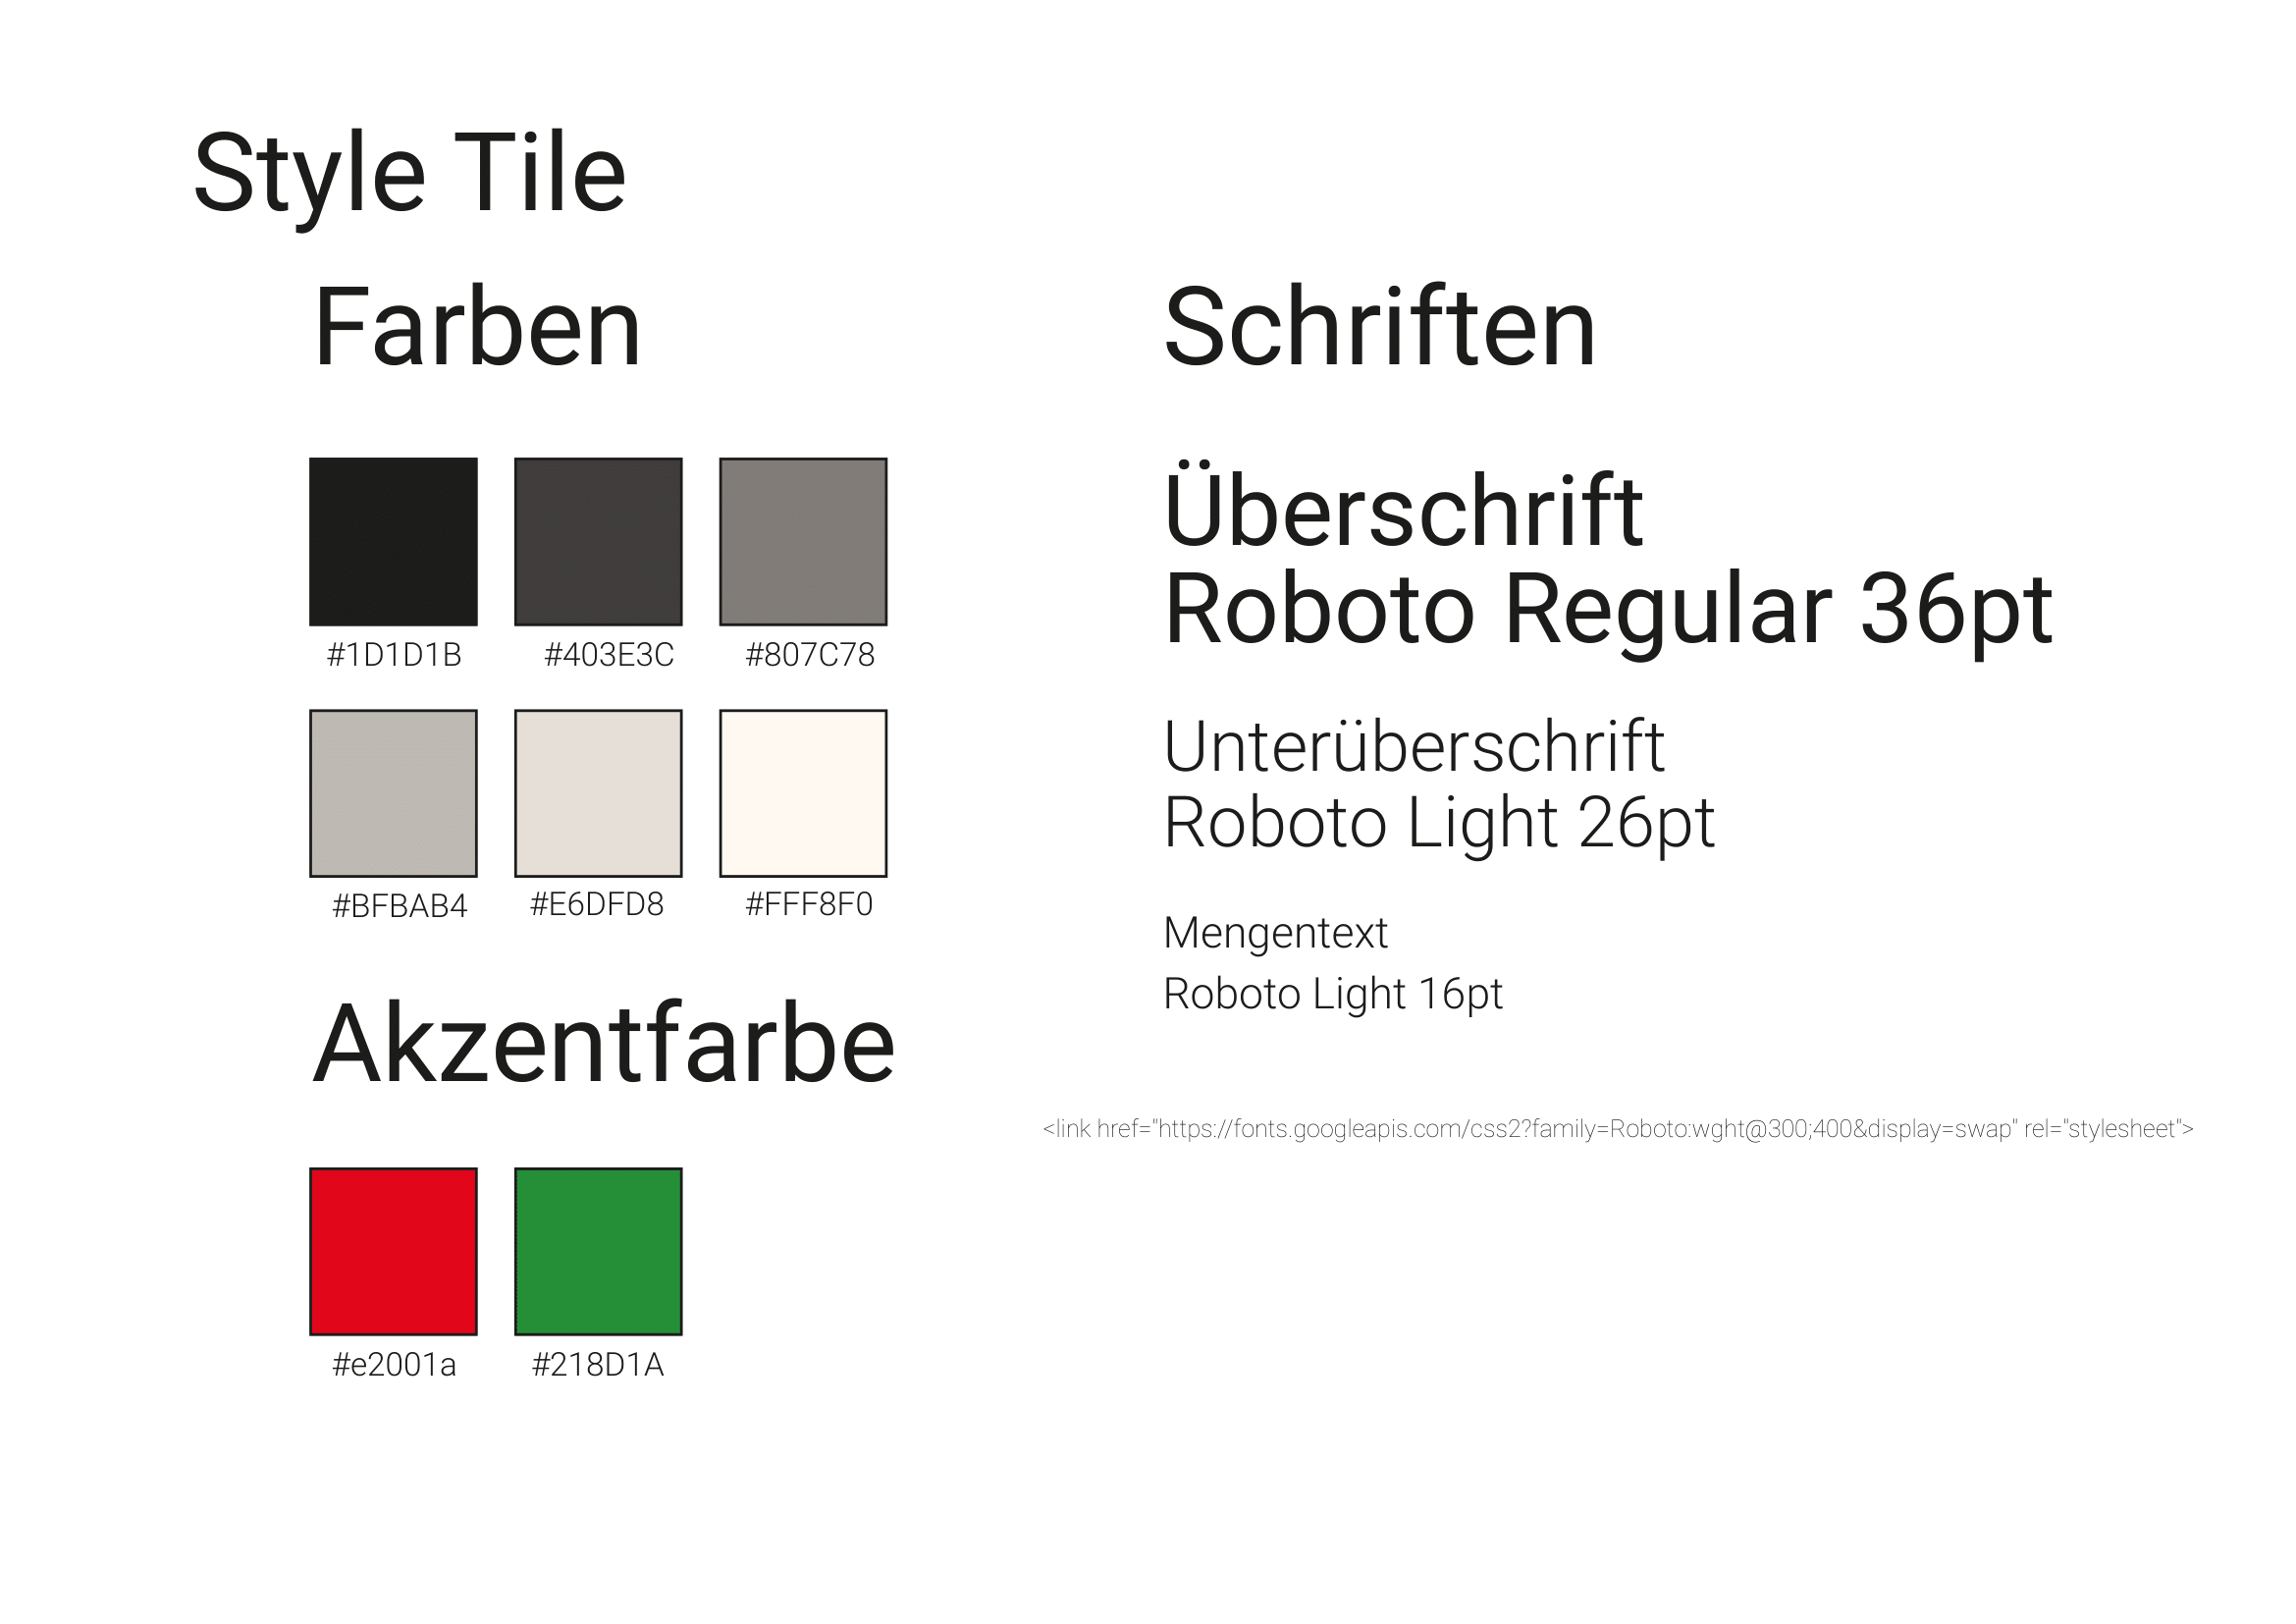 Style Tile
Farben
#1D1D1B
#403E3C
#807C78
#BFBAB4
#E6DFD8
#FFF8F0
Akzentfarbe
#e2001a
#218D1A
Schriften
Überschrift
Roboto Regular 36pt
Unterüberschrift
Roboto Light 26pt
Mengentext
Roboto Light 16pt
<link href="https://fonts.googleapis.com/css2?family=Roboto:wght@300;400&display=swap" rel="stylesheet">